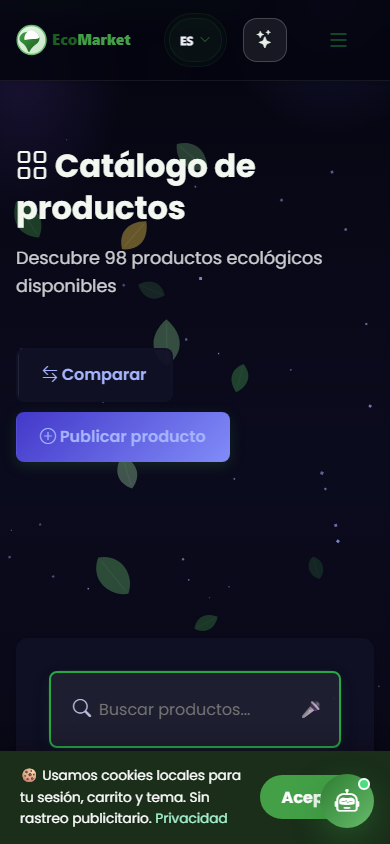 EcoMarket
ES
Catálogo de
productos
Descubre 98 productos ecológicos
disponibles
Comparar
Publicar producto
Buscar productos...
Usamos cookies locales para
tu sesión, carrito y tema. Sin
rastreo publicitario. Privacidad